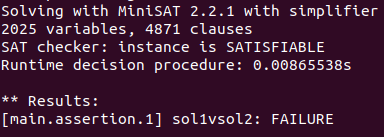 Solving with MiniSAT 2.2.1 with simplifier
2025 variables, 4871 clauses
SAT checker: instance is SATISFIABLE
Runtime decision procedure: 0.00865538s
** Results:
[main.assertion.1] sol1vsol2: FAILURE